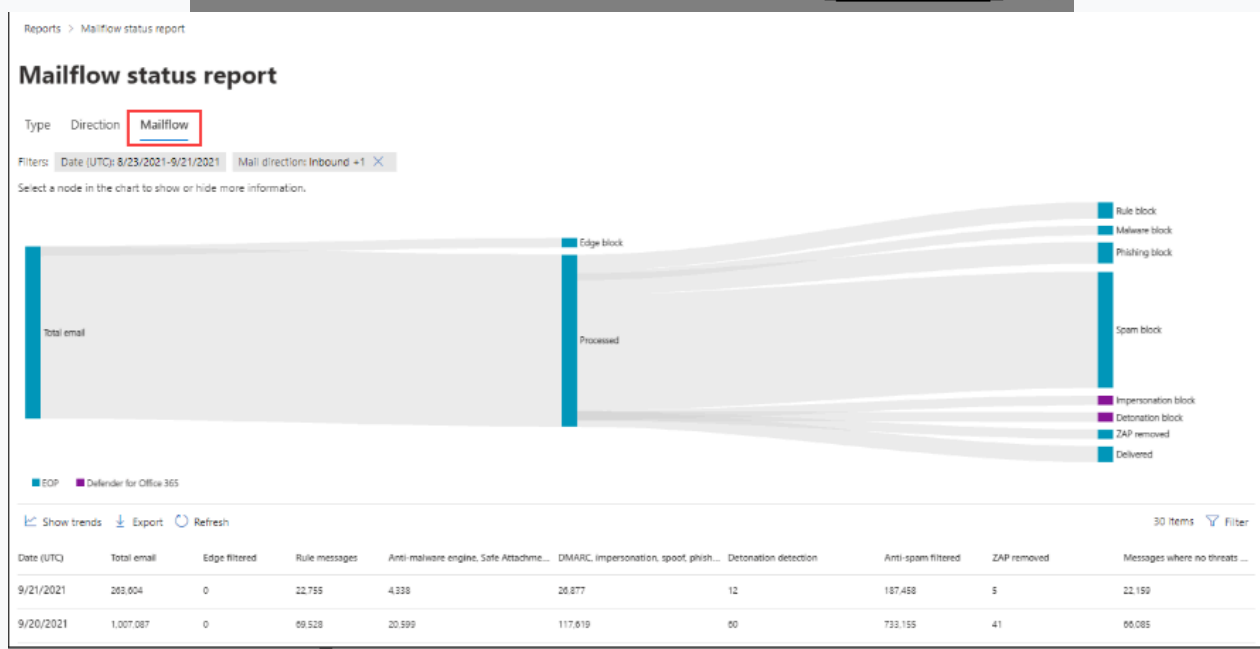 Reports > Mailflow status report
Mailflow status report
Type Direction Mailflow
Filters: Date (UTC): 8/23/2021-9/21/2021 Mail direction: Inbound +1 ×
Select a node in the chart to show or hide more information.
Rule block
Malware block
Edge block
Phishing block
Total email
Spam block
Processed
Impersonation block
Detonation block
ZAP removed
Delivered
EOP Defender for Office 365
Show trends Export Refresh 30 items Filter
Date (UTC) Total email Edge filtered Rule messages Anti-malware engine, Safe Attachme... DMARC, impersonation, spoof, phish... Detonation detection Anti-spam filtered ZAP removed Messages where no threats ...
9/21/2021 263,604 0 22,755 4,338 26,877 12 187,458 5 22,159
9/20/2021 1,007,087 0 69,528 20,599 117,619 60 733,155 41 66,085